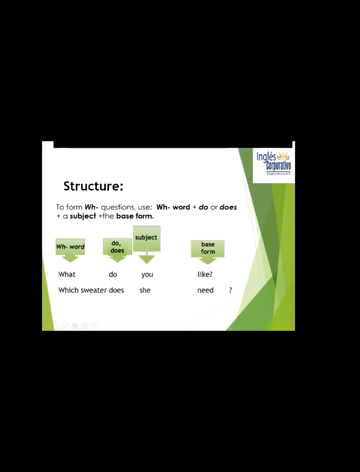 Inglés
corporativo
Structure:
To form Wh- questions, use: Wh- word + do or does
+ a subject +the base form.
Wh- word
do,
does
subject
base
form
What do you like?
Which sweater does she need ?